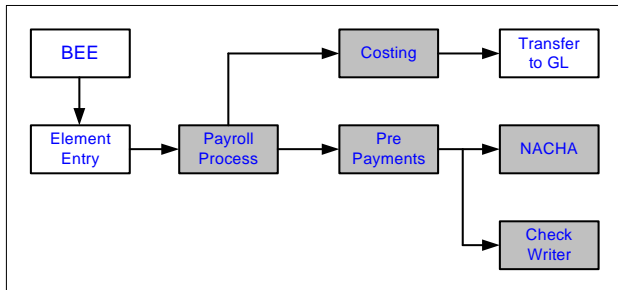 BEE
Costing
Transfer
to GL
Element
Entry
Payroll
Process
Pre
Payments
NACHA
Check
Writer